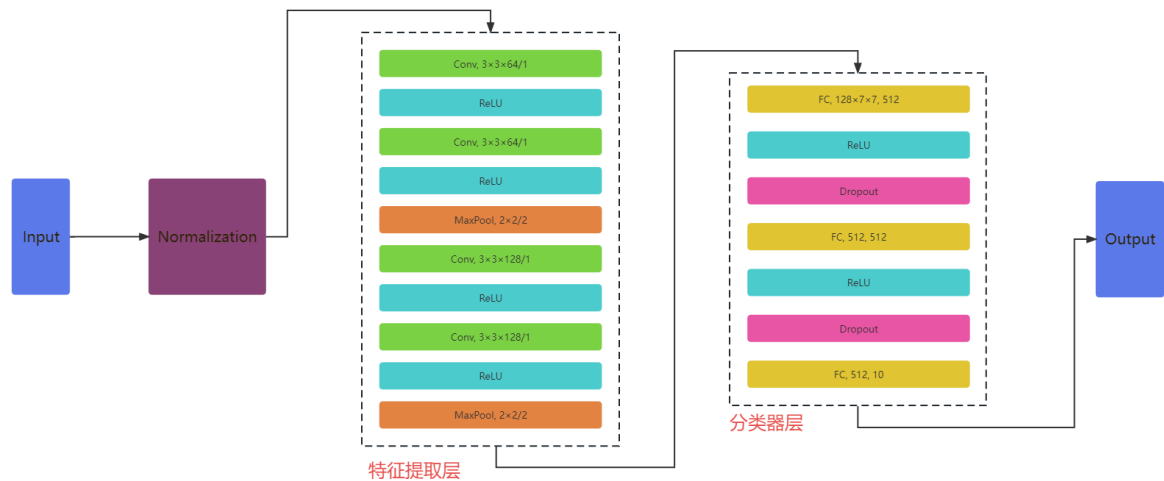 Input
Normalization
Conv, 3×3×64/1
ReLU
Conv, 3×3×64/1
ReLU
MaxPool, 2×2/2
Conv, 3×3×128/1
ReLU
Conv, 3×3×128/1
ReLU
MaxPool, 2×2/2
特征提取层
FC, 128×7×7, 512
ReLU
Dropout
FC, 512, 512
ReLU
Dropout
FC, 512, 10
分类器层
Output